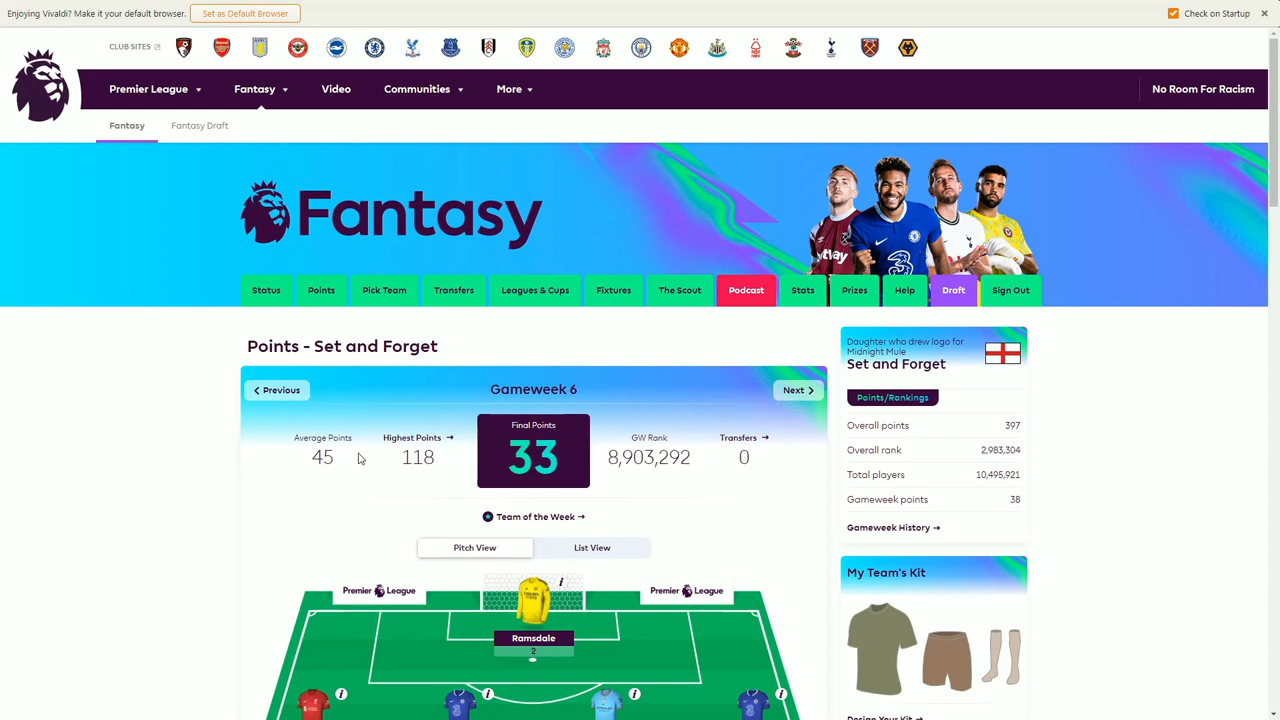 Enjoying Vivaldi? Make it your default browser. Set as Default Browser Check on Startup
CLUB SITES
Premier League Fantasy Video Communities More No Room For Racism
Fantasy Fantasy Draft
Fantasy
Status Points Pick Team Transfers Leagues & Cups Fixtures The Scout Podcast Stats Prizes Help Draft Sign Out
Points - Set and Forget
Previous Gameweek 6 Next
Average Points
45
Highest Points →
118
Final Points
33
GW Rank
8,903,292
Transfers →
0
Team of the Week →
Pitch View List View
Premier League Premier League
Ramsdale
2
Daughter who drew logo for
Midnight Mule
Set and Forget
Points/Rankings
Overall points 397
Overall rank 2,983,304
Total players 10,495,921
Gameweek points 38
Gameweek History →
My Team's Kit
Design Your Kit →